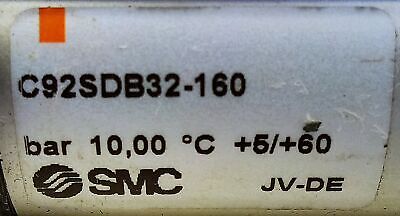 C92SDB32-160
bar 10,00 °C +5/+60
SMC JV-DE